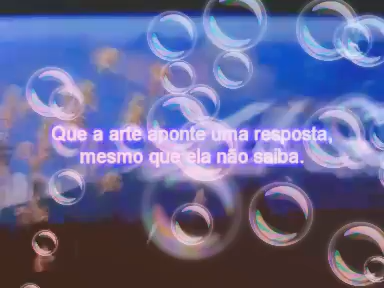 Que a arte aponte uma resposta,
mesmo que ela não saiba.